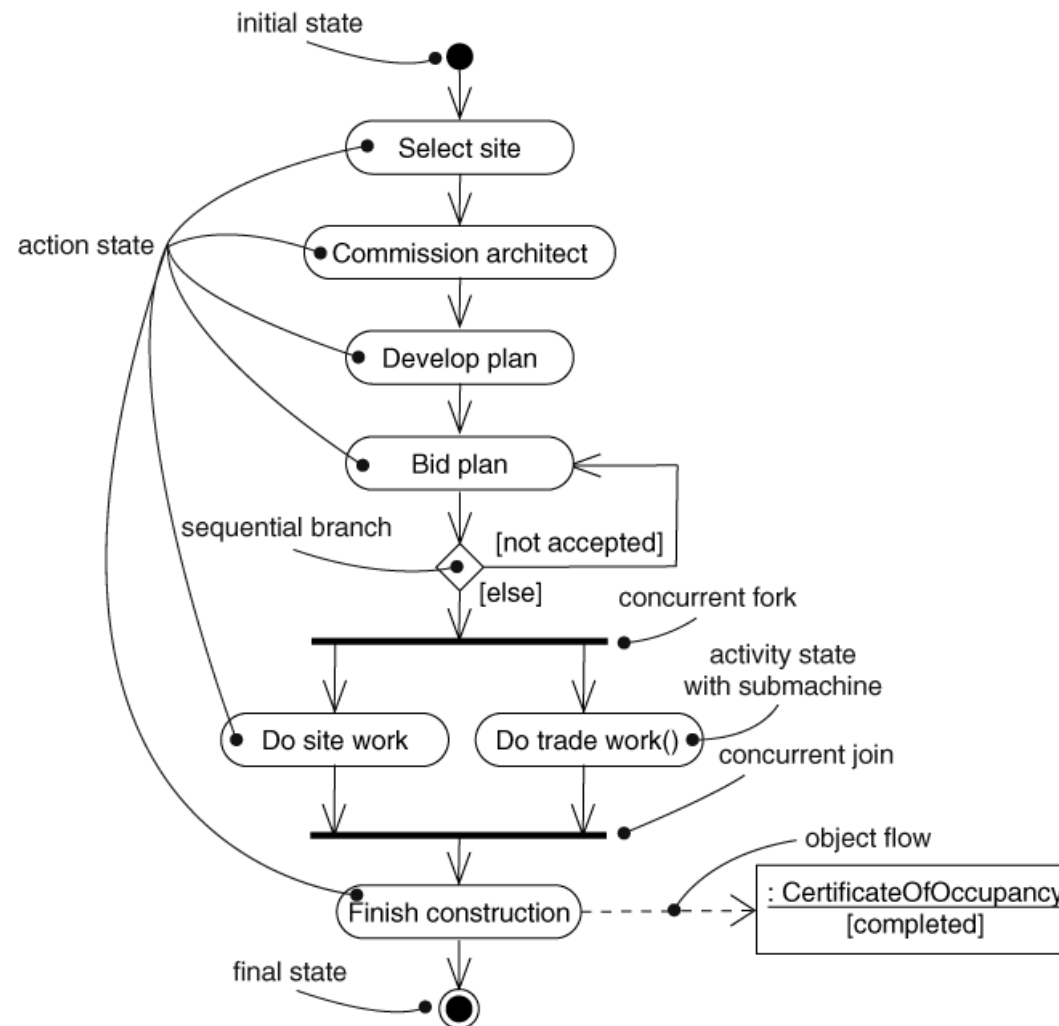 initial state
Select site
action state
Commission architect
Develop plan
Bid plan
sequential branch
[not accepted]
[else]
concurrent fork
activity state
with submachine
Do site work
Do trade work()
concurrent join
object flow
: CertificateOfOccupancy
[completed]
Finish construction
final state